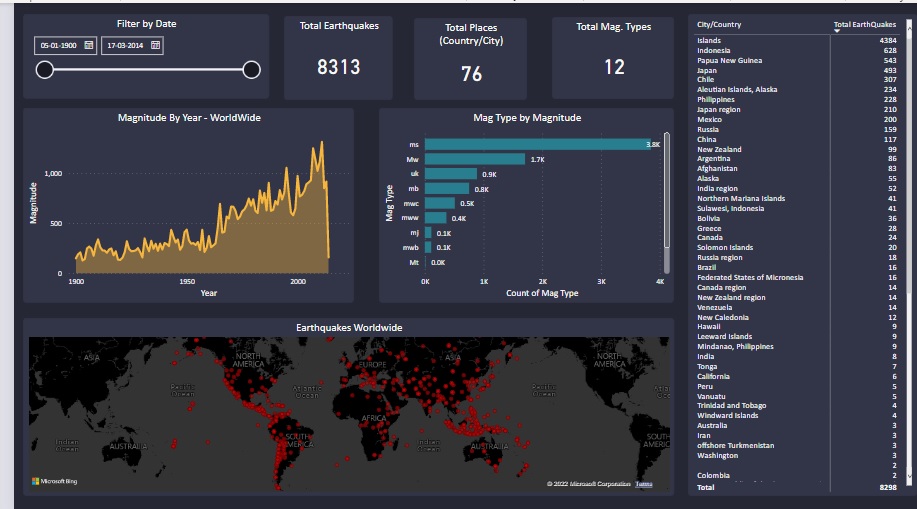 Filter by Date
05-01-1900
17-03-2014
Total Earthquakes
8313
Total Places
(Country/City)
76
Total Mag. Types
12
Magnitude By Year - WorldWide
Magnitude
1,000
500
0
1900
1950
2000
Year
Mag Type by Magnitude
Mag Type
ms 3.8K
Mw 1.7K
uk 0.9K
mb 0.8K
mwc 0.5K
mww 0.4K
mj 0.1K
mwb 0.1K
Mt 0.0K
0K 1K 2K 3K 4K
Count of Mag Type
Earthquakes Worldwide
ASIA
NORTH
AMERICA
EUROPE
ASIA
NORTH
AMERICA
Pacific
Ocean
Atlantic
Ocean
Pacific
Ocean
AFRICA
Indian
Ocean
AUSTRALIA
SOUTH
AMERICA
Indian
Ocean
AUSTRALIA
SOUTH
AMERIC
Microsoft Bing
© 2022 Microsoft Corporation Terms
City/Country Total EarthQuakes
Islands 4384
Indonesia 628
Papua New Guinea 543
Japan 493
Chile 307
Aleutian Islands, Alaska 234
Philippines 228
Japan region 210
Mexico 200
Russia 159
China 117
New Zealand 99
Argentina 86
Afghanistan 83
Alaska 55
India region 52
Northern Mariana Islands 41
Sulawesi, Indonesia 41
Bolivia 36
Greece 28
Canada 24
Solomon Islands 20
Russia region 18
Brazil 16
Federated States of Micronesia 16
Canada region 14
New Zealand region 14
Venezuela 14
New Caledonia 12
Hawaii 9
Leeward Islands 9
Mindanao, Philippines 9
India 8
Tonga 7
California 6
Peru 5
Vanuatu 5
Trinidad and Tobago 4
Windward Islands 4
Australia 3
Iran 3
offshore Turkmenistan 3
Washington 3
2
Colombia 2
Total 8298